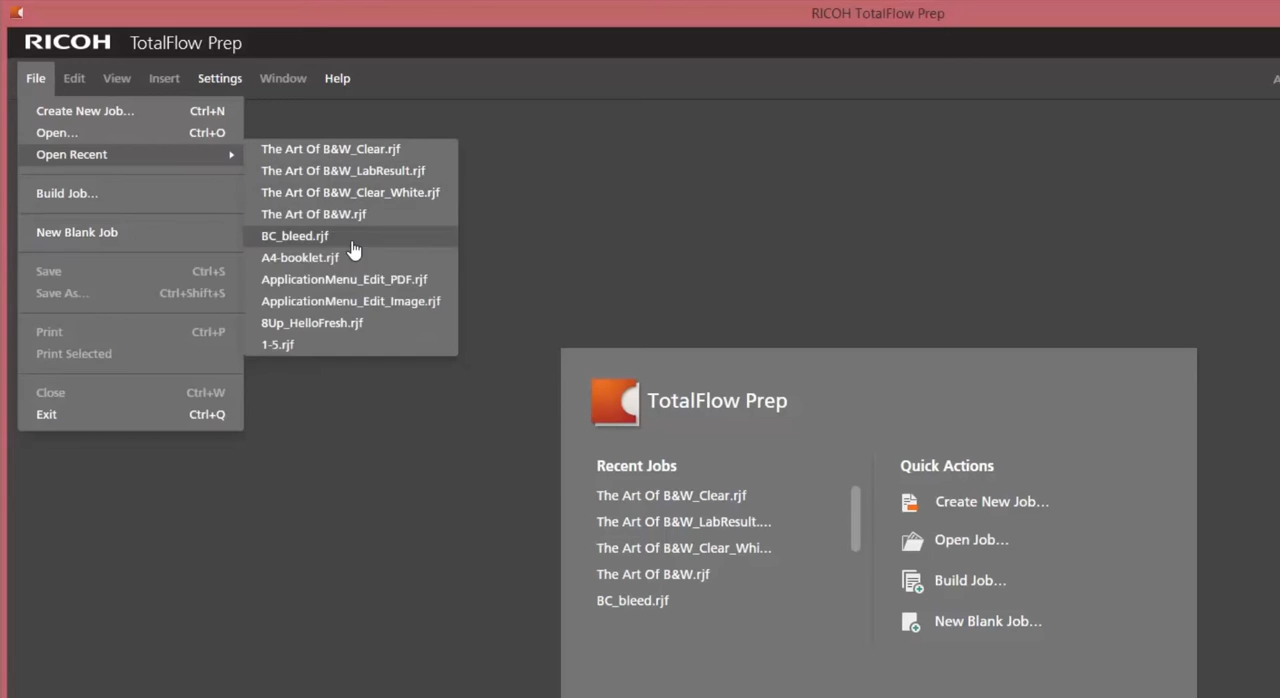 RICOH TotalFlow Prep
RICOH TotalFlow Prep
File Edit View Insert Settings Window Help
Create New Job... Ctrl+N
Open... Ctrl+O
Open Recent
Build Job...
New Blank Job
Save Ctrl+S
Save As... Ctrl+Shift+S
Print Ctrl+P
Print Selected
Close Ctrl+W
Exit Ctrl+Q
The Art Of B&W_Clear.rjf
The Art Of B&W_LabResult.rjf
The Art Of B&W_Clear_White.rjf
The Art Of B&W.rjf
BC_bleed.rjf
A4-booklet.rjf
ApplicationMenu_Edit_PDF.rjf
ApplicationMenu_Edit_Image.rjf
8Up_HelloFresh.rjf
1-5.rjf
TotalFlow Prep
Recent Jobs
The Art Of B&W_Clear.rjf
The Art Of B&W_LabResult....
The Art Of B&W_Clear_Whi...
The Art Of B&W.rjf
BC_bleed.rjf
Quick Actions
Create New Job...
Open Job...
Build Job...
New Blank Job...